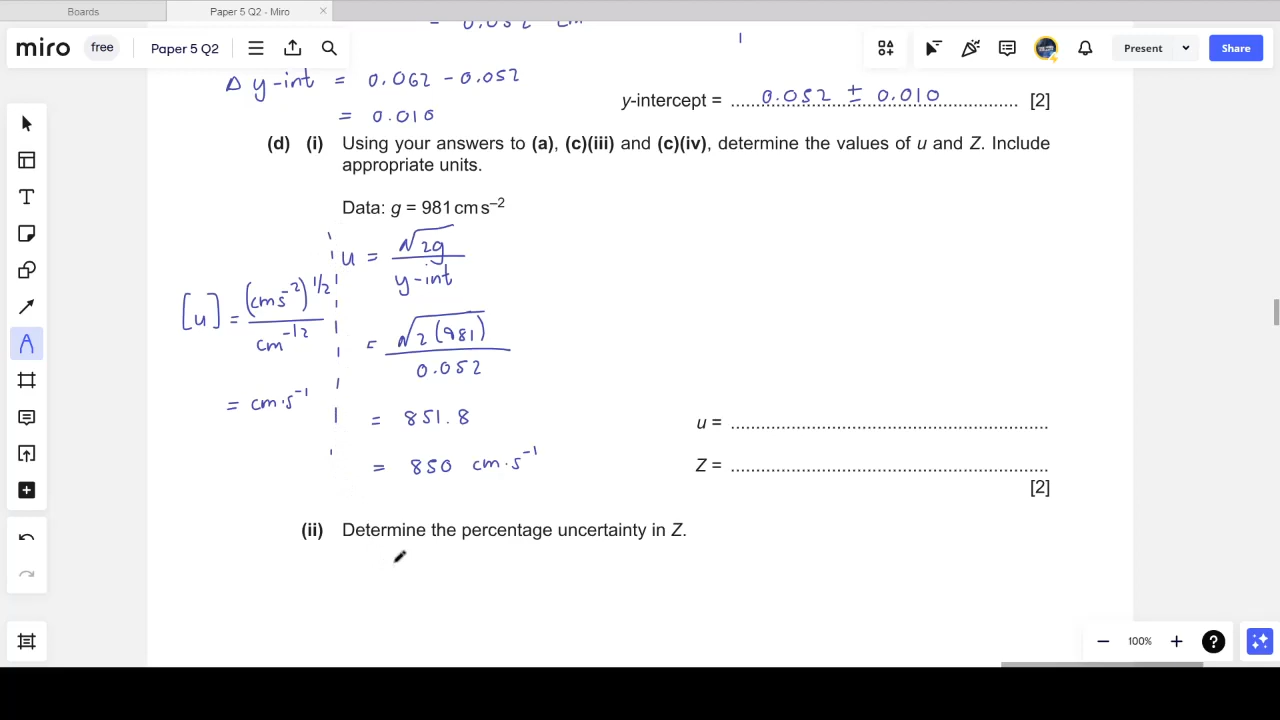 Boards
Paper 5 Q2 - Miro
miro
free
Paper 5 Q2
Present
Share
= 0.052 cm
Δ y-int = 0.062 - 0.052
= 0.010
y-intercept = 0.052 ± 0.010 [2]
(d) (i) Using your answers to (a), (c)(iii) and (c)(iv), determine the values of u and Z. Include
appropriate units.
Data: g = 981 cm s⁻²
u = √2g / y-int
[u] = (cms⁻²)^1/2 / cm^-1/2
= √2(981) / 0.052
= cm·s⁻¹
= 851.8
u =
= 850 cm·s⁻¹
Z =
[2]
(ii) Determine the percentage uncertainty in Z.
100%